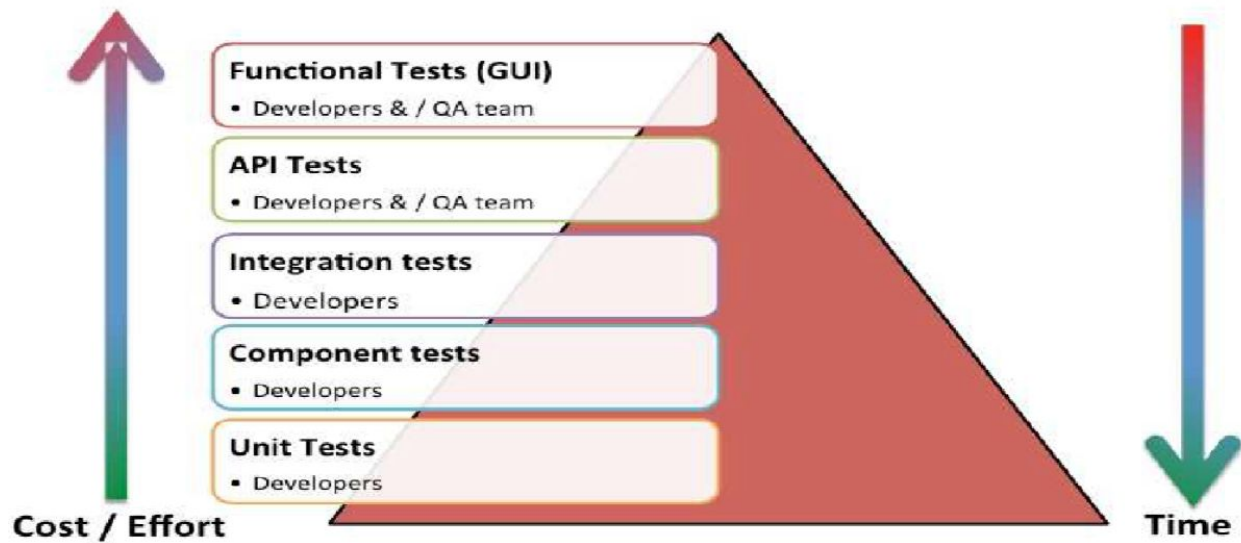 Functional Tests (GUI)
• Developers & / QA team
API Tests
• Developers & / QA team
Integration tests
• Developers
Component tests
• Developers
Unit Tests
• Developers
Cost / Effort
Time